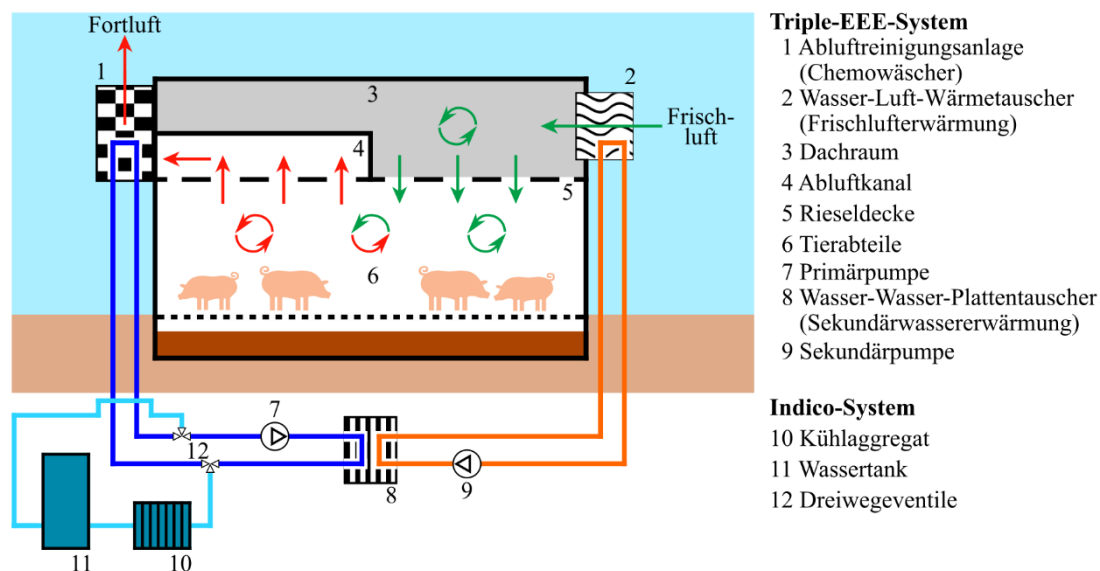 Fortluft
1
2
3
Frisch-
luft
4
5
6
7
12
8
9
11
10
Triple-EEE-System
1 Abluftreinigungsanlage
(Chemowäscher)
2 Wasser-Luft-Wärmetauscher
(Frischlufterwärmung)
3 Dachraum
4 Abluftkanal
5 Rieseldecke
6 Tierabteile
7 Primärpumpe
8 Wasser-Wasser-Plattentauscher
(Sekundärwassererwärmung)
9 Sekundärpumpe
Indico-System
10 Kühlaggregat
11 Wassertank
12 Dreiwegeventile